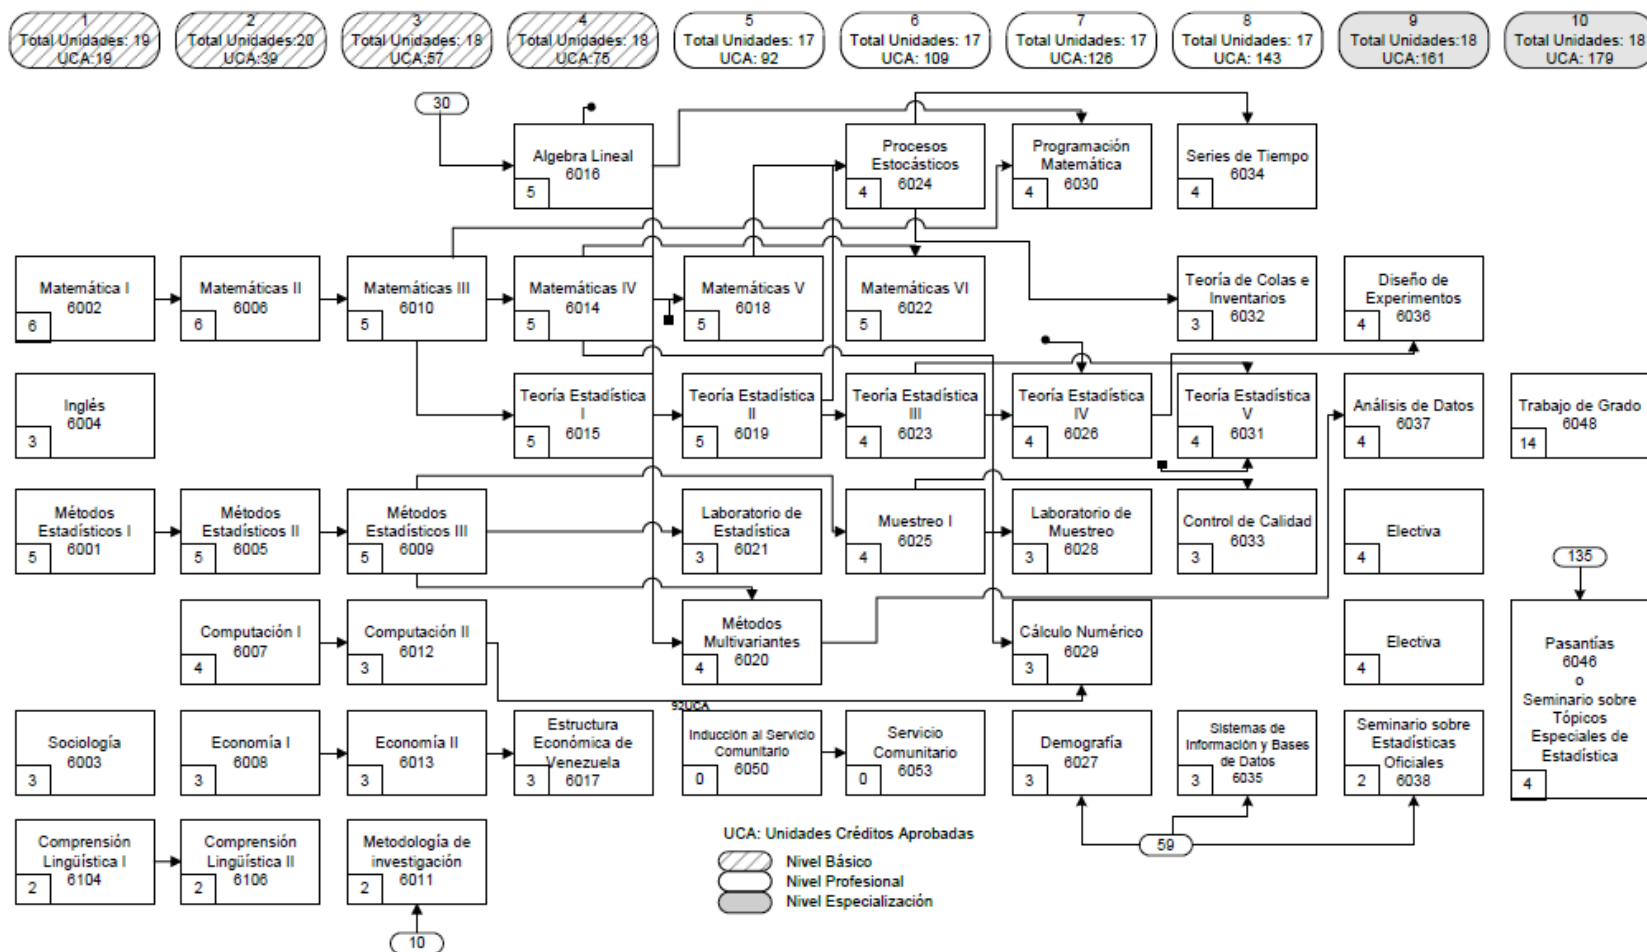 1
Total Unidades: 19
UCA:19
2
Total Unidades:20
UCA:39
3
Total Unidades: 18
UCA:57
4
Total Unidades: 18
UCA:75
5
Total Unidades: 17
UCA: 92
6
Total Unidades: 17
UCA: 109
7
Total Unidades: 17
UCA:126
8
Total Unidades: 17
UCA: 143
9
Total Unidades:18
UCA:161
10
Total Unidades: 18
UCA: 179
30
Algebra Lineal
6016
5
Procesos
Estocásticos
6024
4
Programación
Matemática
6030
4
Series de Tiempo
6034
4
Matemática I
6002
6
Matemáticas II
6006
6
Matemáticas III
6010
5
Matemáticas IV
6014
5
Matemáticas V
6018
5
Matemáticas VI
6022
5
Teoría de Colas e
Inventarios
6032
3
Diseño de
Experimentos
6036
4
Inglés
6004
3
Teoría Estadística
I
6015
5
Teoría Estadística
II
6019
5
Teoría Estadística
III
6023
4
Teoría Estadística
IV
6026
4
Teoría Estadística
V
6031
4
Análisis de Datos
6037
4
Trabajo de Grado
6048
14
Métodos
Estadísticos I
6001
5
Métodos
Estadísticos II
6005
5
Métodos
Estadísticos III
6009
5
Laboratorio de
Estadística
6021
3
Muestreo I
6025
4
Laboratorio de
Muestreo
6028
3
Control de Calidad
6033
3
Electiva
4
135
Computación I
6007
4
Computación II
6012
3
Métodos
Multivariantes
6020
4
Cálculo Numérico
6029
3
Electiva
4
Pasantías
6046
o
Seminario sobre
Tópicos
Especiales de
Estadística
4
92UCA
Sociología
6003
3
Economía I
6008
3
Economía II
6013
3
Estructura
Económica de
Venezuela
6017
3
Inducción al Servicio
Comunitario
6050
0
Servicio
Comunitario
6053
0
Demografía
6027
3
Sistemas de
Información y Bases
de Datos
6035
3
Seminario sobre
Estadísticas
Oficiales
6038
2
Comprensión
Lingüística I
6104
2
Comprensión
Lingüística II
6106
2
Metodología de
investigación
6011
2
59
10
UCA: Unidades Créditos Aprobadas
Nivel Básico
Nivel Profesional
Nivel Especialización